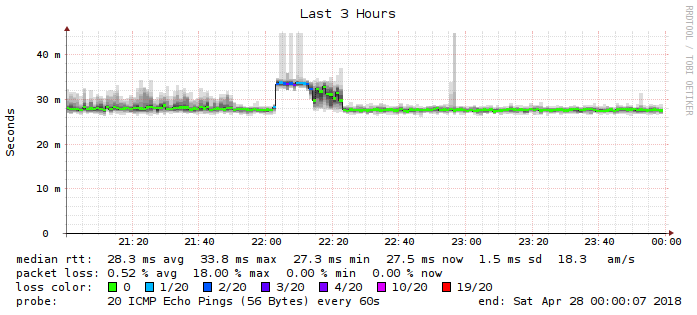 Last 3 Hours
RRDTOOL / TOBI OETIKER
Seconds
40 m
30 m
20 m
10 m
0
21:20 21:40 22:00 22:20 22:40 23:00 23:20 23:40 00:00
median rtt: 28.3 ms avg 33.8 ms max 27.3 ms min 27.5 ms now 1.5 ms sd 18.3 am/s
packet loss: 0.52 % avg 18.00 % max 0.00 % min 0.00 % now
loss color: 0 1/20 2/20 3/20 4/20 10/20 19/20
probe: 20 ICMP Echo Pings (56 Bytes) every 60s end: Sat Apr 28 00:00:07 2018